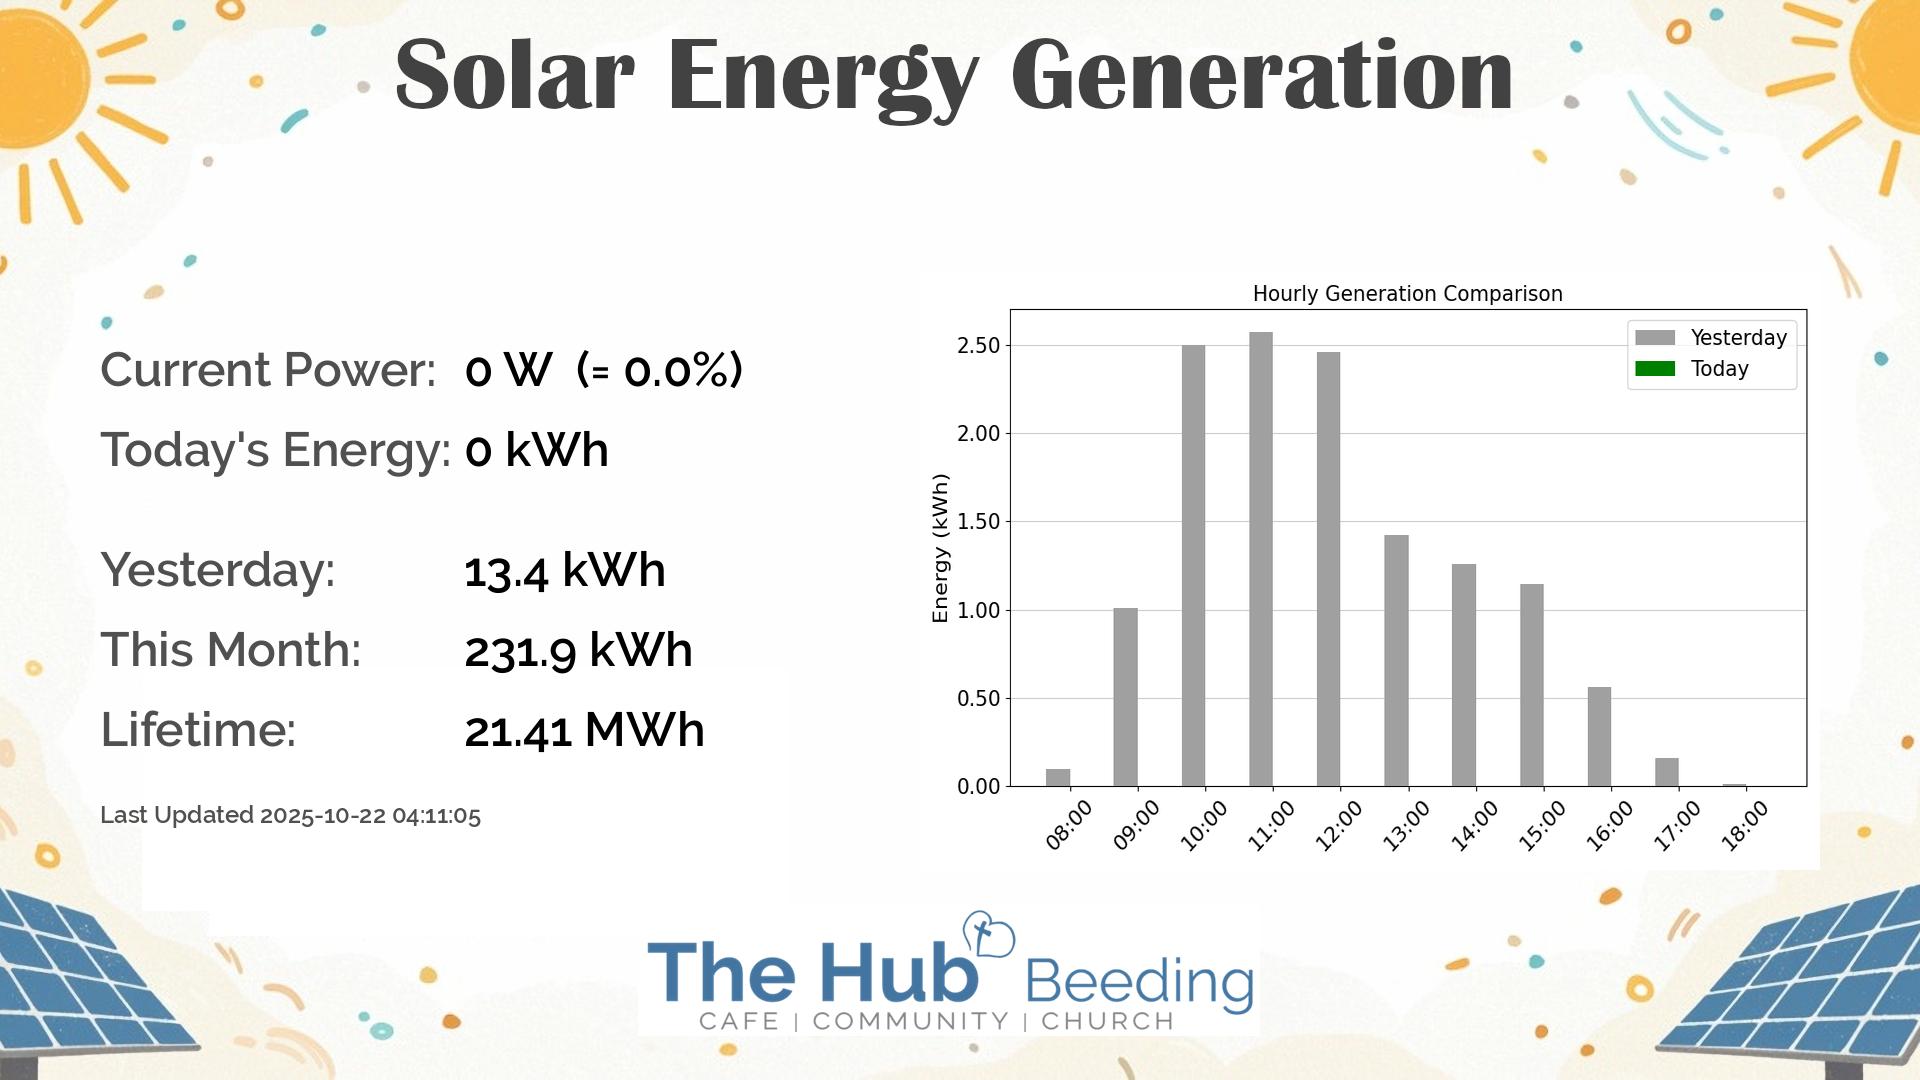 Solar Energy Generation
Current Power: 0 W (= 0.0%)
Today's Energy: 0 kWh
Yesterday: 13.4 kWh
This Month: 231.9 kWh
Lifetime: 21.41 MWh
Last Updated 2025-10-22 04:11:05
Hourly Generation Comparison
Yesterday
Today
Energy (kWh)
2.50
2.00
1.50
1.00
0.50
0.00
08:00 09:00 10:00 11:00 12:00 13:00 14:00 15:00 16:00 17:00 18:00
The Hub Beeding
CAFE | COMMUNITY | CHURCH